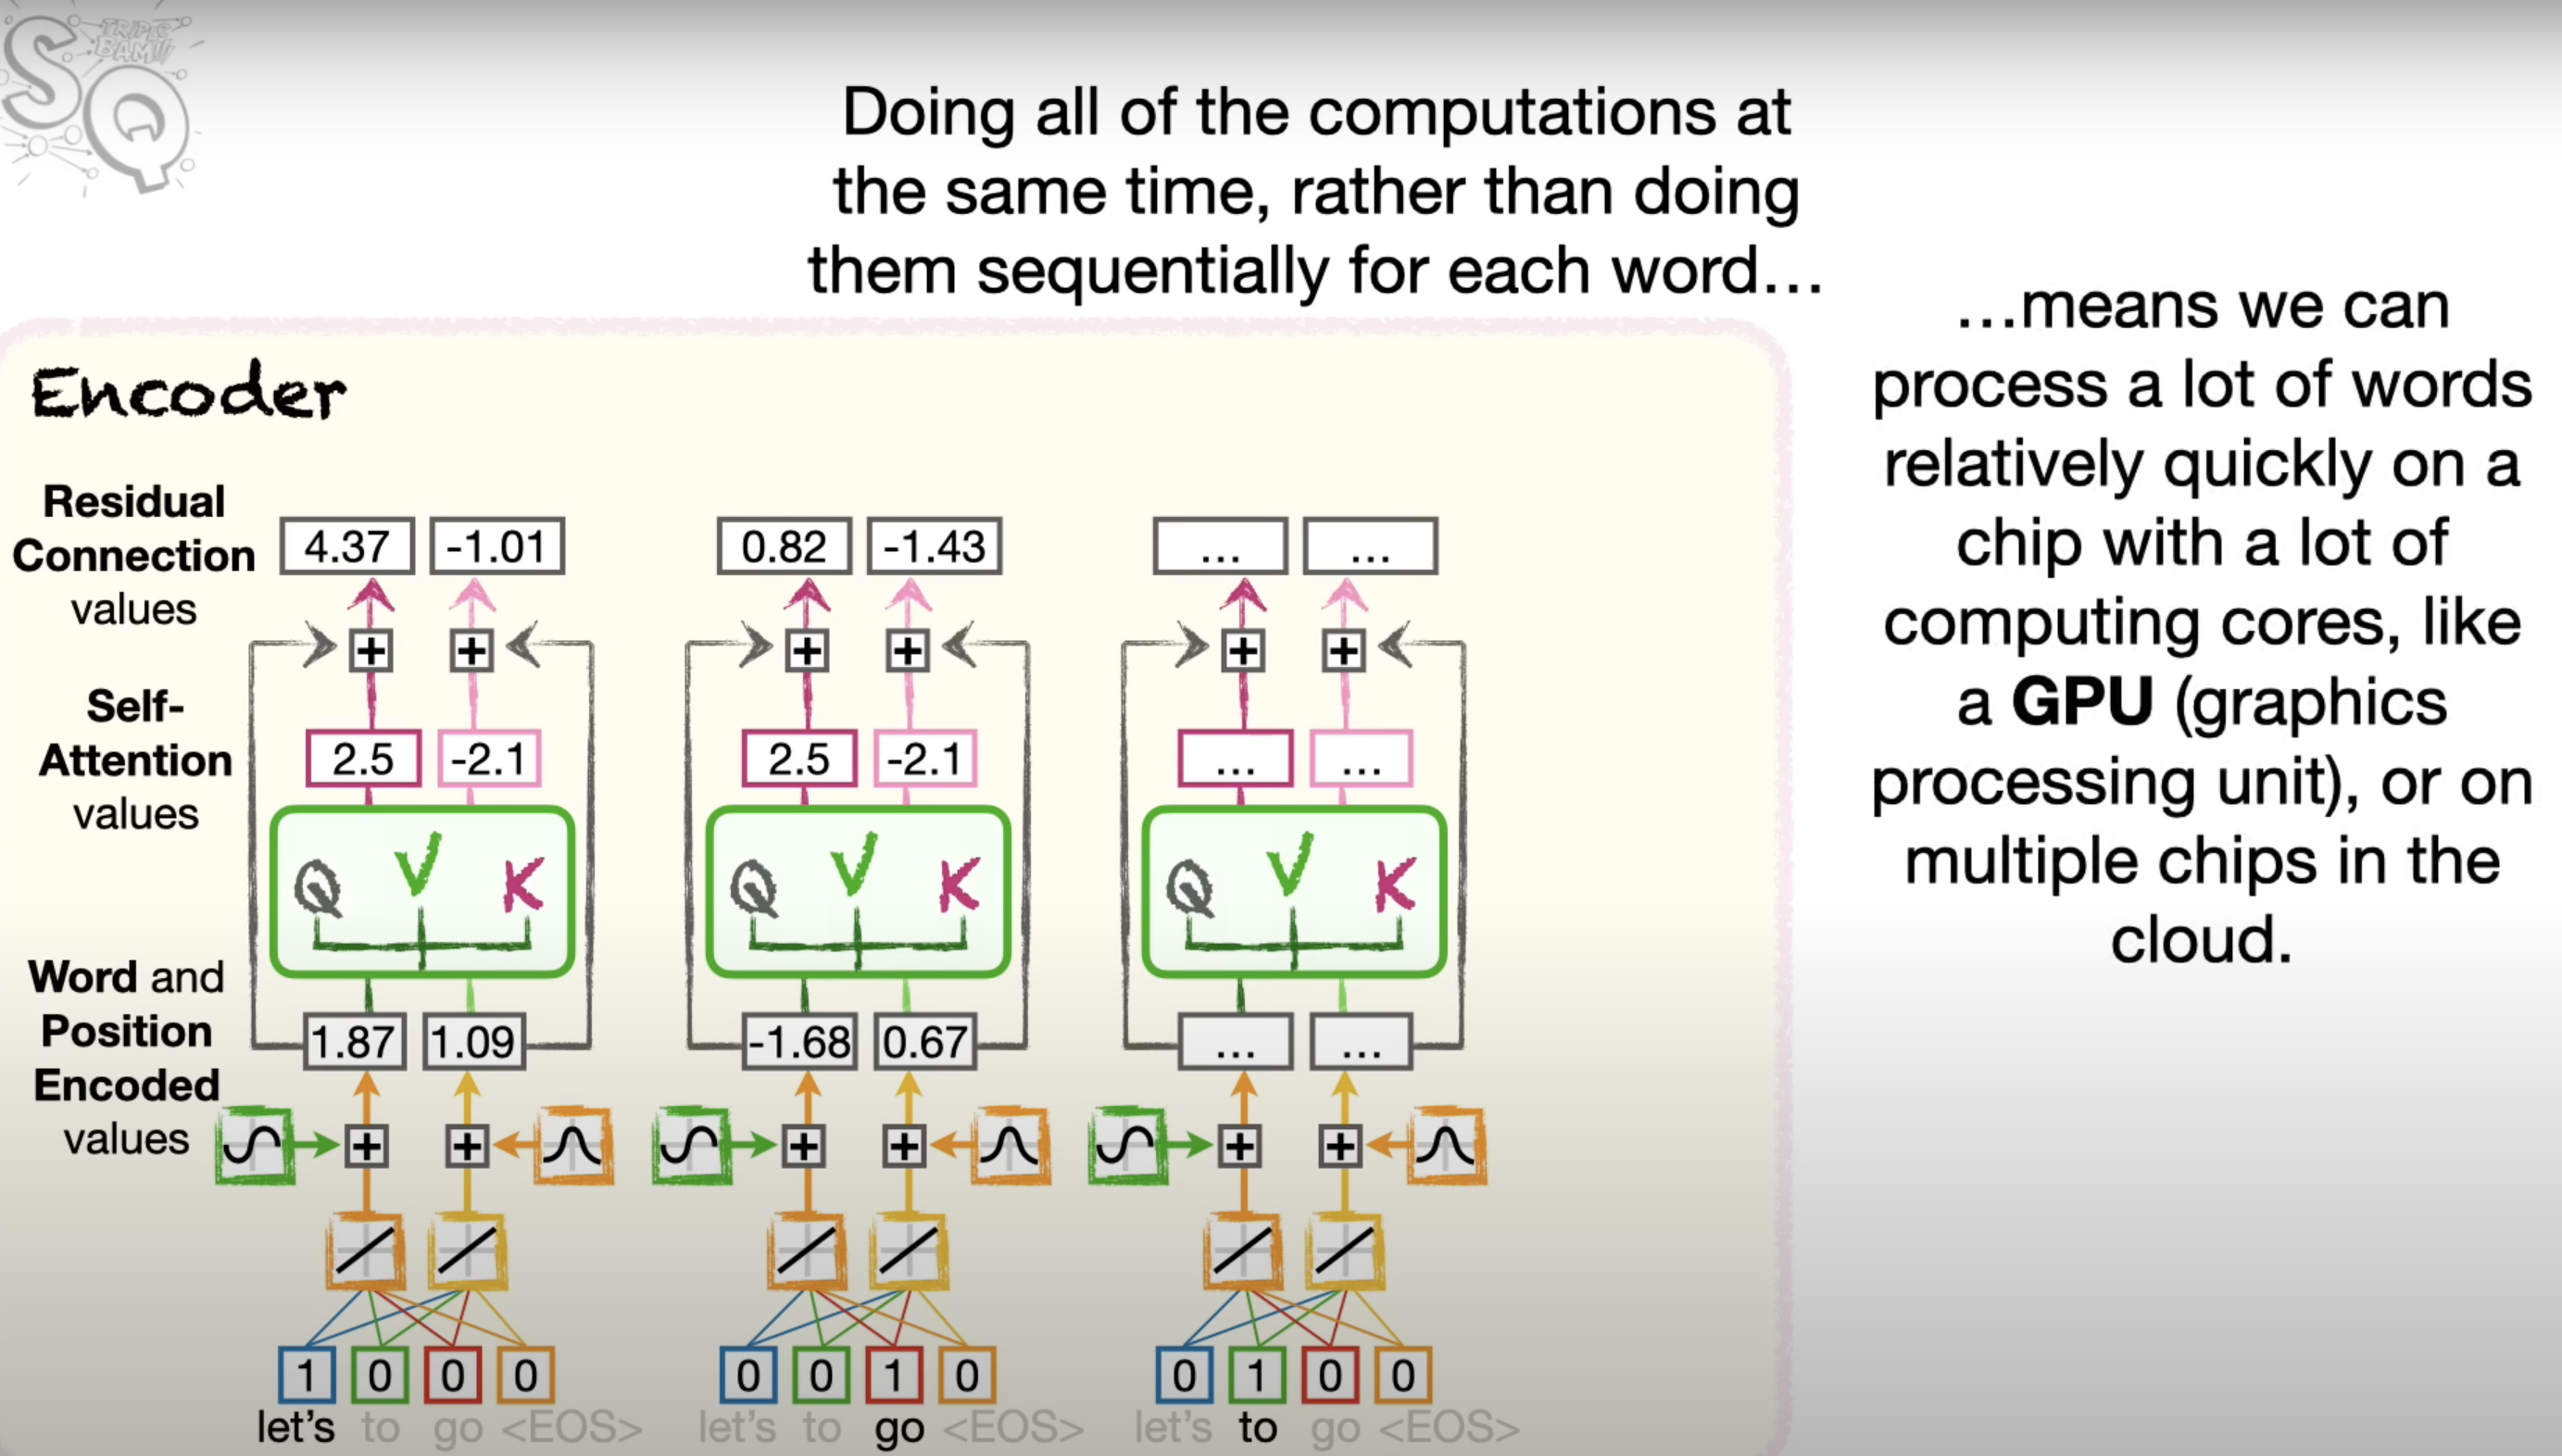 SQ
TRIPLE
BAM!!!
Doing all of the computations at
the same time, rather than doing
them sequentially for each word…
…means we can
process a lot of words
relatively quickly on a
chip with a lot of
computing cores, like
a GPU (graphics
processing unit), or on
multiple chips in the
cloud.
Encoder
Residual
Connection
values
4.37 -1.01 0.82 -1.43 ... ...
+ + + + + +
Self-
Attention
values
2.5 -2.1 2.5 -2.1 ... ...
Q V K Q V K Q V K
Word and
Position
Encoded
values
1.87 1.09 -1.68 0.67 ... ...
+ + + + + +
1 0 0 0 0 0 1 0 0 1 0 0
let's to go <EOS> let's to go <EOS> let's to go <EOS>